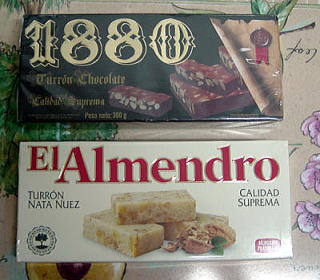 1880
Turrón Chocolate
Calidad Suprema
Peso neto: 300 g
El Almendro
TURRÓN
NATA NUEZ
CALIDAD
SUPREMA